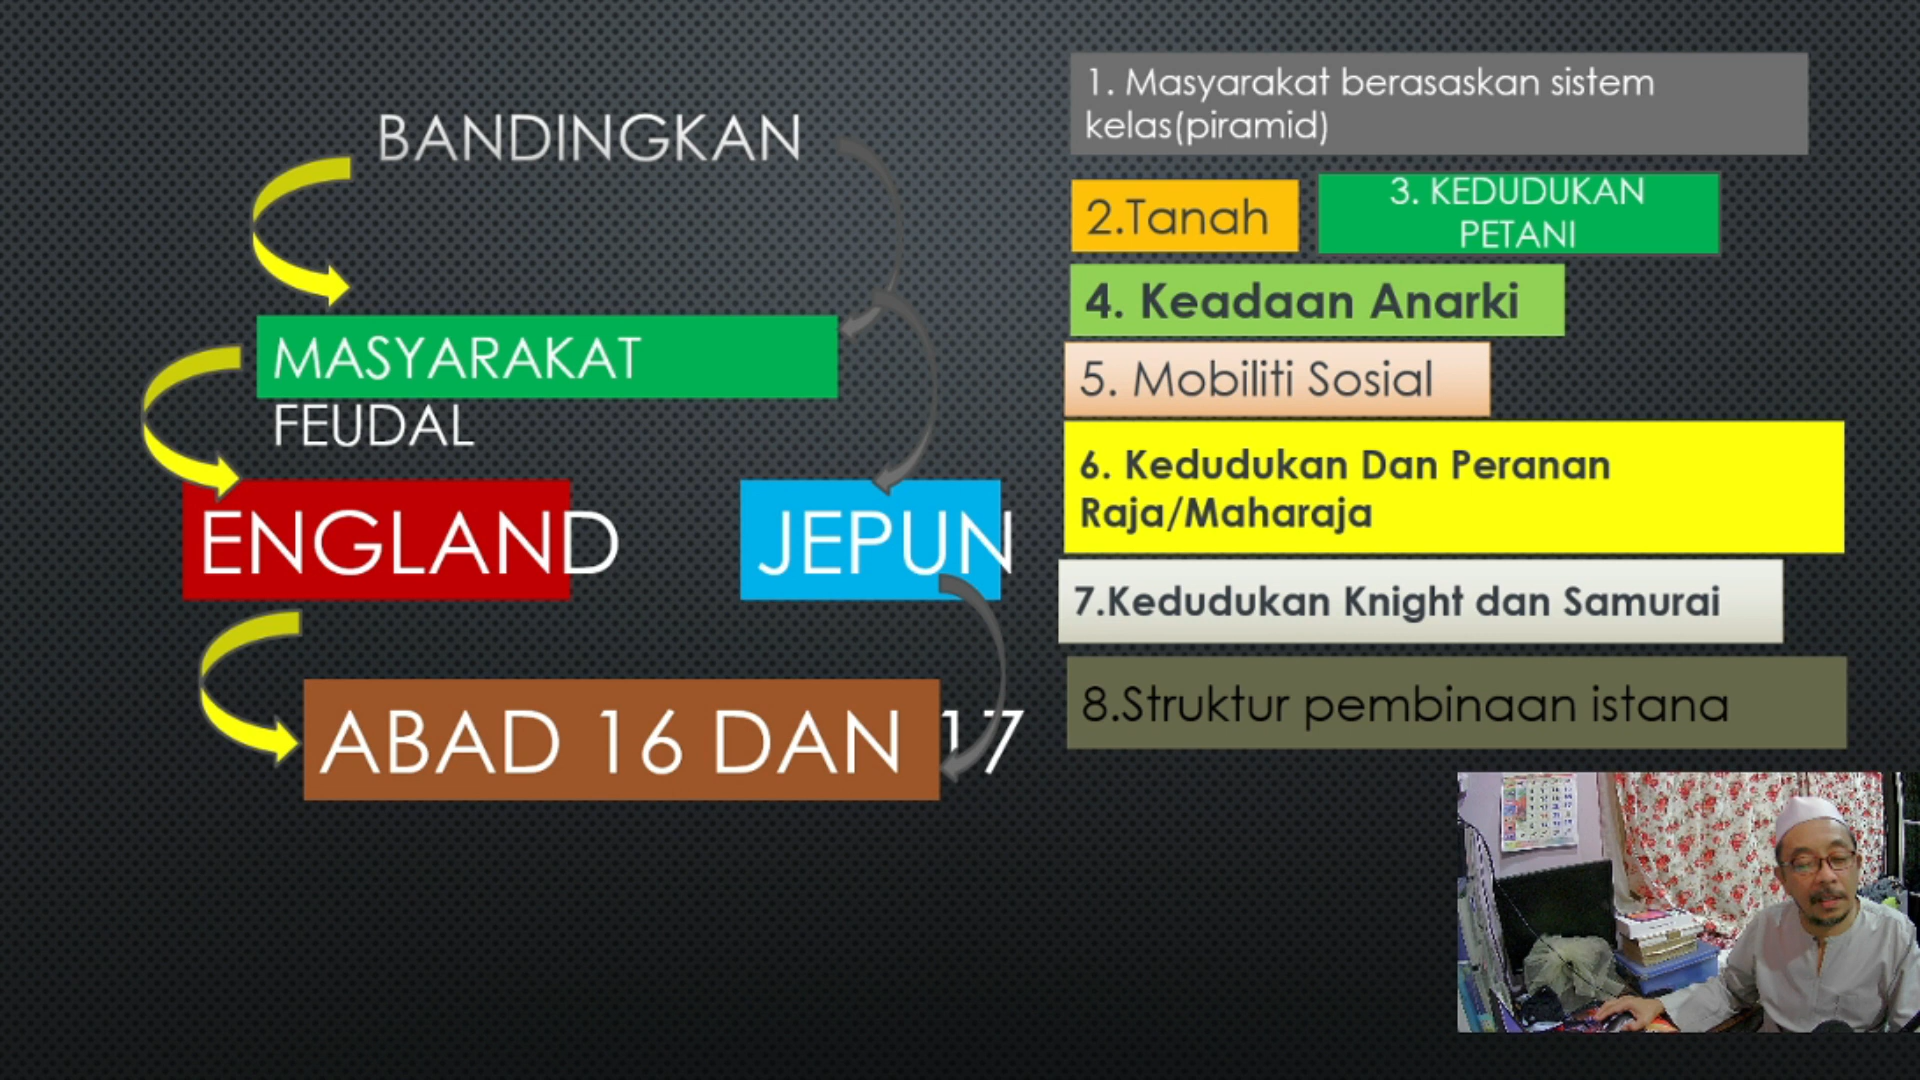 BANDINGKAN
MASYARAKAT
FEUDAL
ENGLAND
JEPUN
ABAD 16 DAN 17
1. Masyarakat berasaskan sistem
kelas(piramid)
2.Tanah
3. KEDUDUKAN
PETANI
4. Keadaan Anarki
5. Mobiliti Sosial
6. Kedudukan Dan Peranan
Raja/Maharaja
7.Kedudukan Knight dan Samurai
8.Struktur pembinaan istana